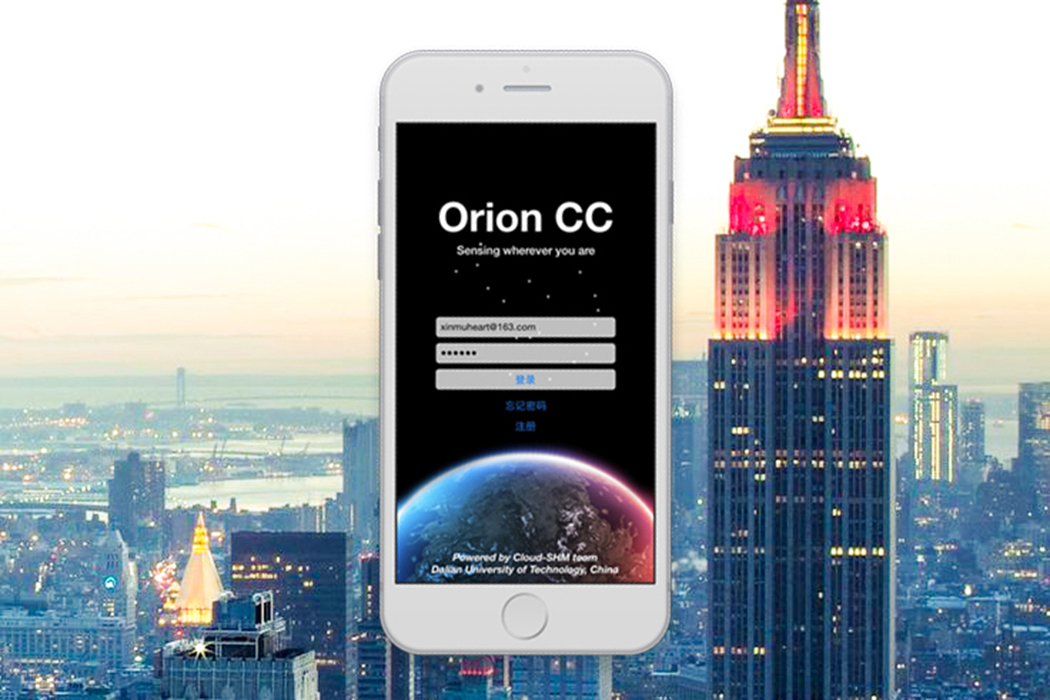 Orion CC
Sensing wherever you are
xinmuheart@163.com
••••••
登录
忘记密码
注册
Powered by Cloud-SHM team
Dalian University of Technology, China